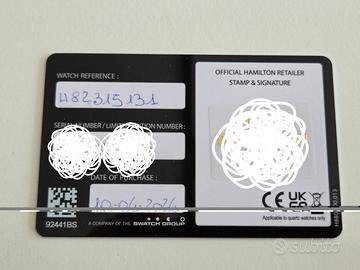 WATCH REFERENCE :
H82315131
SERIAL NUMBER / LIMITED EDITION NUMBER :
DATE OF PURCHASE :
10-04-2024
92441BS
A COMPANY OF THE SWATCH GROUP
OFFICIAL HAMILTON RETAILER
STAMP & SIGNATURE
CE UK CA
Applicable to quartz watches only
subito